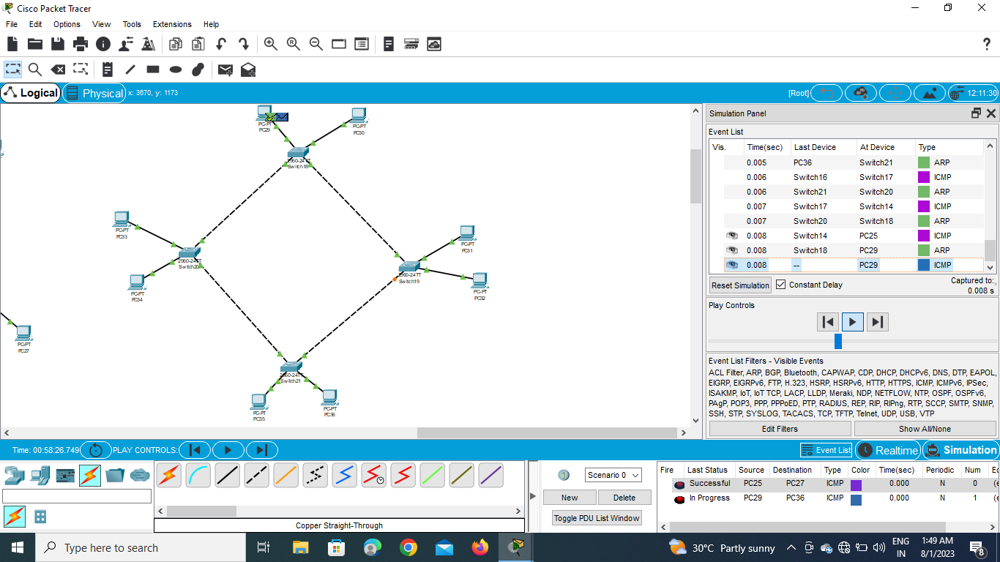 Cisco Packet Tracer
File Edit Options View Tools Extensions Help
Logical Physical x: 3670, y: 1173 [Root] 12:11:30
PC-PT
PC29
PC-PT
PC30
2960-24TT
Switch18
PC-PT
PC33
2960-24TT
Switch20
PC-PT
PC34
PC-PT
PC31
2960-24TT
Switch19
PC-PT
PC32
PC-PT
PC27
2960-24TT
Switch21
PC-PT
PC35
PC-PT
PC36
Simulation Panel
Event List
Vis. Time(sec) Last Device At Device Type
0.005 PC36 Switch21 ARP
0.006 Switch16 Switch17 ICMP
0.006 Switch21 Switch20 ARP
0.007 Switch17 Switch14 ICMP
0.007 Switch20 Switch18 ARP
0.008 Switch14 PC25 ICMP
0.008 Switch18 PC29 ARP
0.008 -- PC29 ICMP
Reset Simulation Constant Delay Captured to:
0.008 s
Play Controls
Event List Filters - Visible Events
ACL Filter, ARP, BGP, Bluetooth, CAPWAP, CDP, DHCP, DHCPv6, DNS, DTP, EAPOL,
EIGRP, EIGRPv6, FTP, H.323, HSRP, HSRPv6, HTTP, HTTPS, ICMP, ICMPv6, IPSec,
ISAKMP, IoT, IoT TCP, LACP, LLDP, Meraki, NDP, NETFLOW, NTP, OSPF, OSPFv6,
PAgP, POP3, PPP, PPPoED, PTP, RADIUS, REP, RIP, RIPng, RTP, SCCP, SMTP, SNMP,
SSH, STP, SYSLOG, TACACS, TCP, TFTP, Telnet, UDP, USB, VTP
Edit Filters Show All/None
Time: 00:58:26.749 PLAY CONTROLS: Event List Realtime Simulation
Copper Straight-Through
Scenario 0
New Delete
Toggle PDU List Window
Fire Last Status Source Destination Type Color Time(sec) Periodic Num Ec
Successful PC25 PC27 ICMP 0.000 N 0 (e
In Progress PC29 PC36 ICMP 0.000 N 1 (e
Type here to search
30°C Partly sunny
ENG
IN
1:49 AM
8/1/2023
8